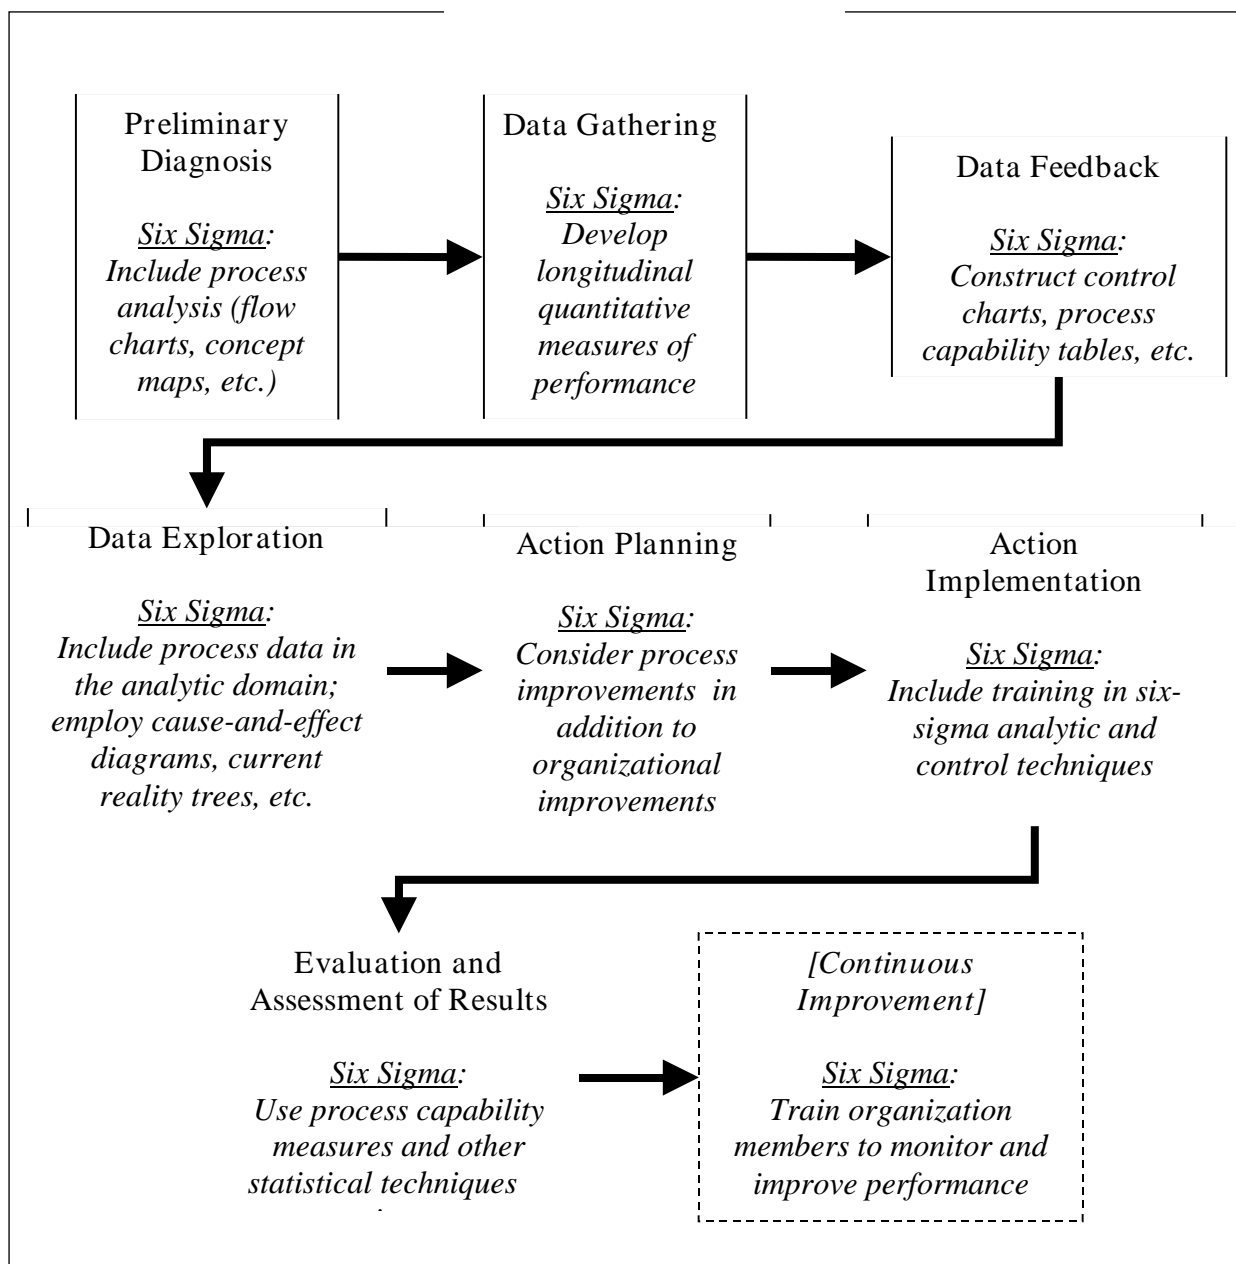 Preliminary
Diagnosis
Six Sigma:
Include process
analysis (flow
charts, concept
maps, etc.)
Data Gathering
Six Sigma:
Develop
longitudinal
quantitative
measures of
performance
Data Feedback
Six Sigma:
Construct control
charts, process
capability tables, etc.
Data Exploration
Six Sigma:
Include process data in
the analytic domain;
employ cause-and-effect
diagrams, current
reality trees, etc.
Action Planning
Six Sigma:
Consider process
improvements in
addition to
organizational
improvements
Action
Implementation
Six Sigma:
Include training in six-
sigma analytic and
control techniques
Evaluation and
Assessment of Results
Six Sigma:
Use process capability
measures and other
statistical techniques
[Continuous
Improvement]
Six Sigma:
Train organization
members to monitor and
improve performance